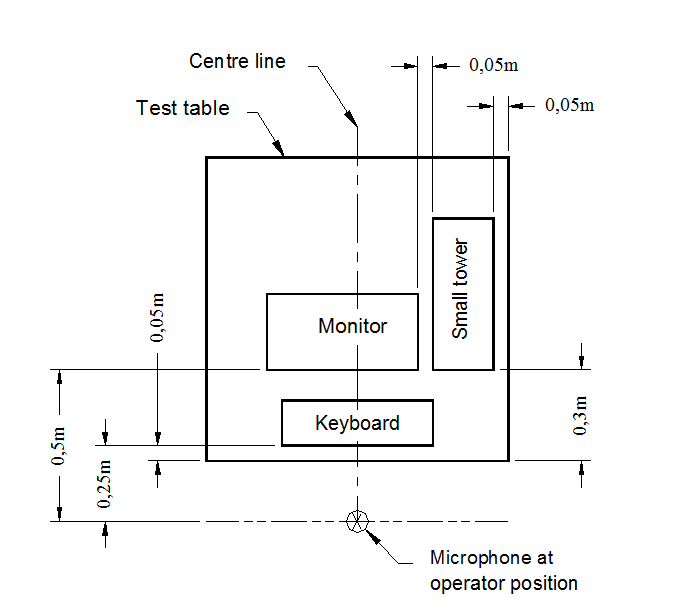 Centre line
0,05m
Test table
0,05m
Small tower
0,05m
Monitor
Keyboard
0,3m
0,5m
0,25m
Microphone at
operator position